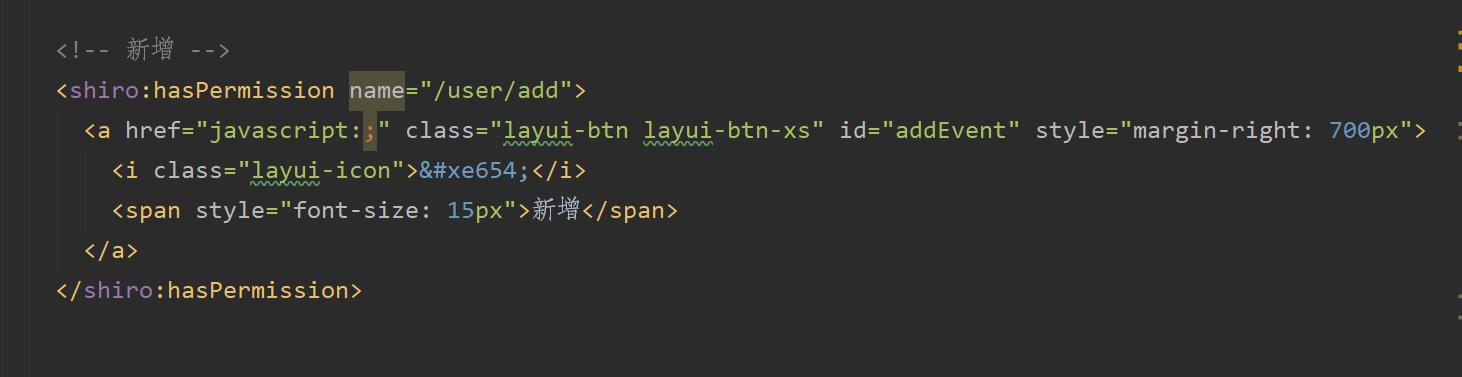 <!-- 新增 -->
<shiro:hasPermission name="/user/add">
<a href="javascript:;" class="layui-btn layui-btn-xs" id="addEvent" style="margin-right: 700px">
<i class="layui-icon">&#xe654;</i>
<span style="font-size: 15px">新增</span>
</a>
</shiro:hasPermission>